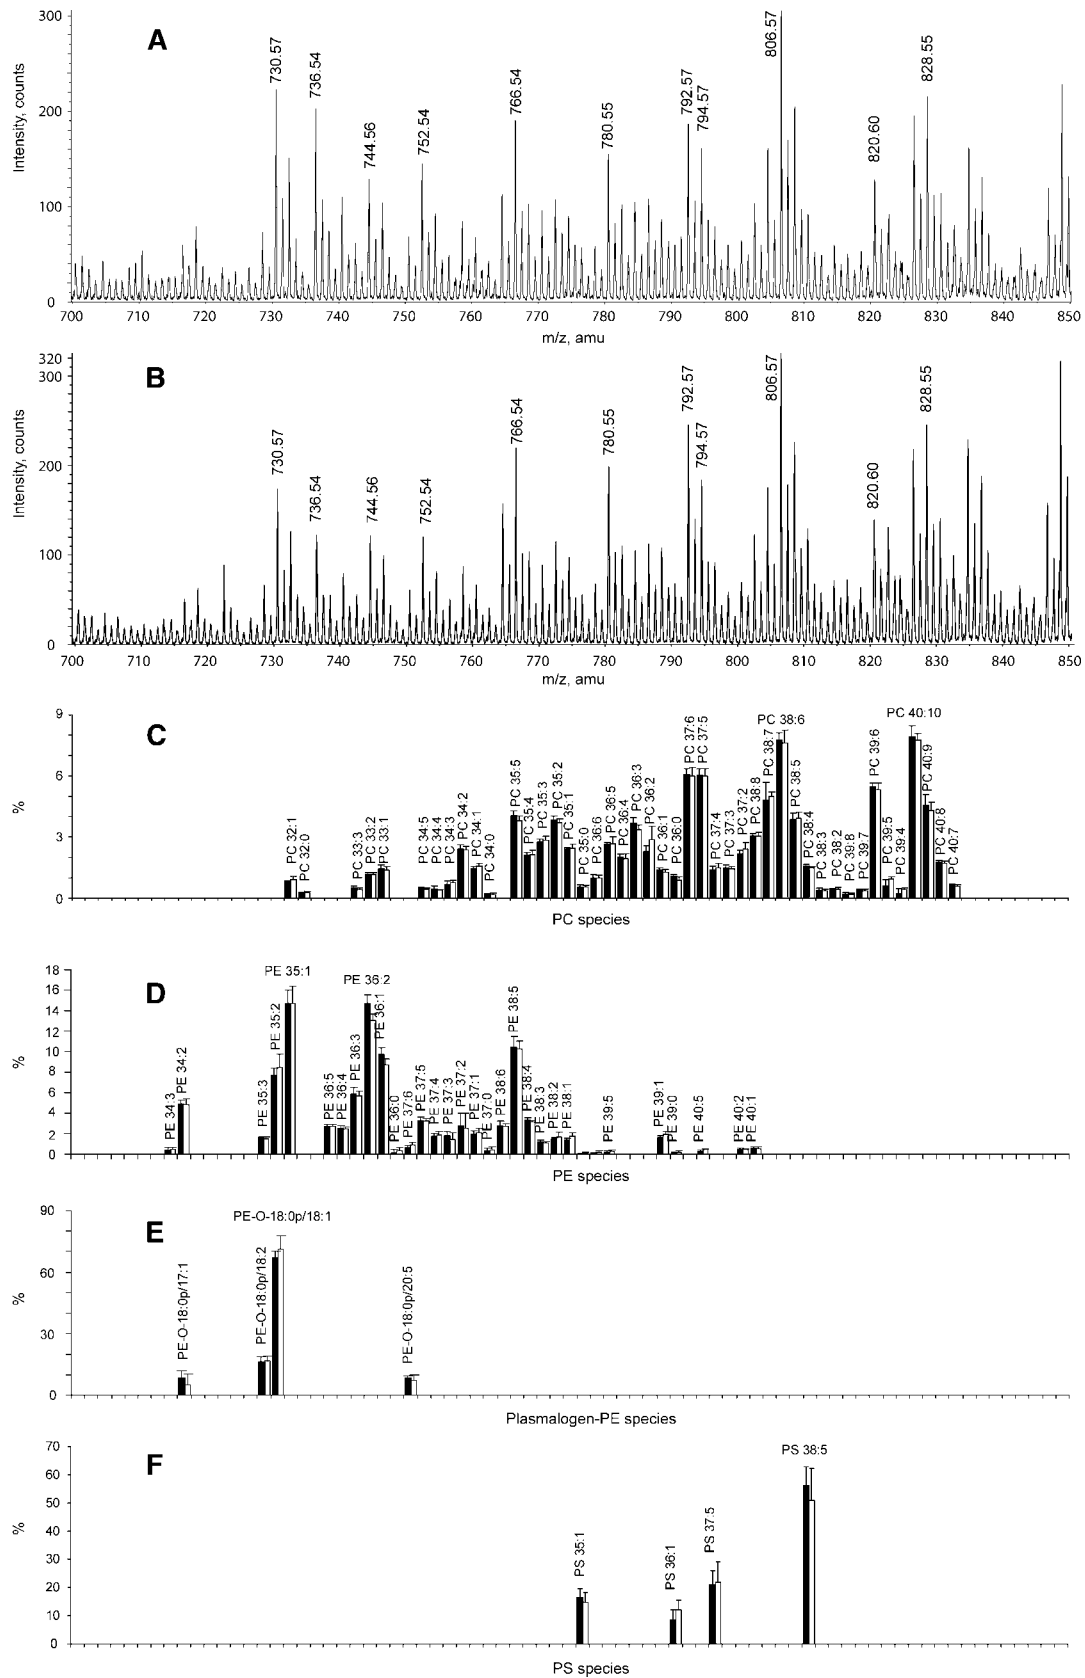 A
Intensity, counts
300
200
100
0
730.57
736.54
744.56
752.54
766.54
780.55
792.57
794.57
806.57
820.60
828.55
700 710 720 730 740 750 760 770 780 790 800 810 820 830 840 850
m/z, amu
B
Intensity, counts
320
300
200
100
0
730.57
736.54
744.56
752.54
766.54
780.55
792.57
794.57
806.57
820.60
828.55
700 710 720 730 740 750 760 770 780 790 800 810 820 830 840 850
m/z, amu
C
%
9
6
3
0
PC 32:1
PC 32:0
PC 33:3
PC 33:2
PC 33:1
PC 34:5
PC 34:4
PC 34:3
PC 34:2
PC 34:1
PC 34:0
PC 35:5
PC 35:4
PC 35:3
PC 35:2
PC 35:1
PC 35:0
PC 36:6
PC 36:5
PC 36:4
PC 36:3
PC 36:2
PC 36:1
PC 36:0
PC 37:6
PC 37:5
PC 37:4
PC 37:3
PC 37:2
PC 38:8
PC 38:7
PC 38:6
PC 38:5
PC 38:4
PC 38:3
PC 38:2
PC 39:8
PC 39:7
PC 39:6
PC 39:5
PC 39:4
PC 40:10
PC 40:9
PC 40:8
PC 40:7
PC species
D
%
18
16
14
12
10
8
6
4
2
0
PE 34:3
PE 34:2
PE 35:3
PE 35:2
PE 35:1
PE 36:5
PE 36:4
PE 36:3
PE 36:2
PE 36:1
PE 36:0
PE 37:6
PE 37:5
PE 37:4
PE 37:3
PE 37:2
PE 37:1
PE 37:0
PE 38:6
PE 38:5
PE 38:4
PE 38:3
PE 38:2
PE 38:1
PE 39:5
PE 39:1
PE 39:0
PE 40:5
PE 40:2
PE 40:1
PE species
E
%
90
60
30
0
PE-O-18:0p/17:1
PE-O-18:0p/18:2
PE-O-18:0p/18:1
PE-O-18:0p/20:5
Plasmalogen-PE species
F
%
70
60
50
40
30
20
10
0
PS 35:1
PS 36:1
PS 37:5
PS 38:5
PS species